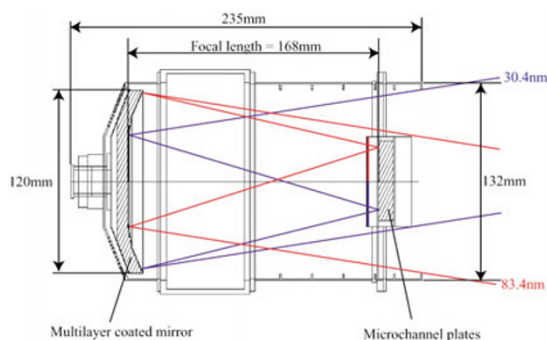 235mm
Focal length = 168mm
30.4nm
120mm
132mm
83.4nm
Multilayer coated mirror
Microchannel plates